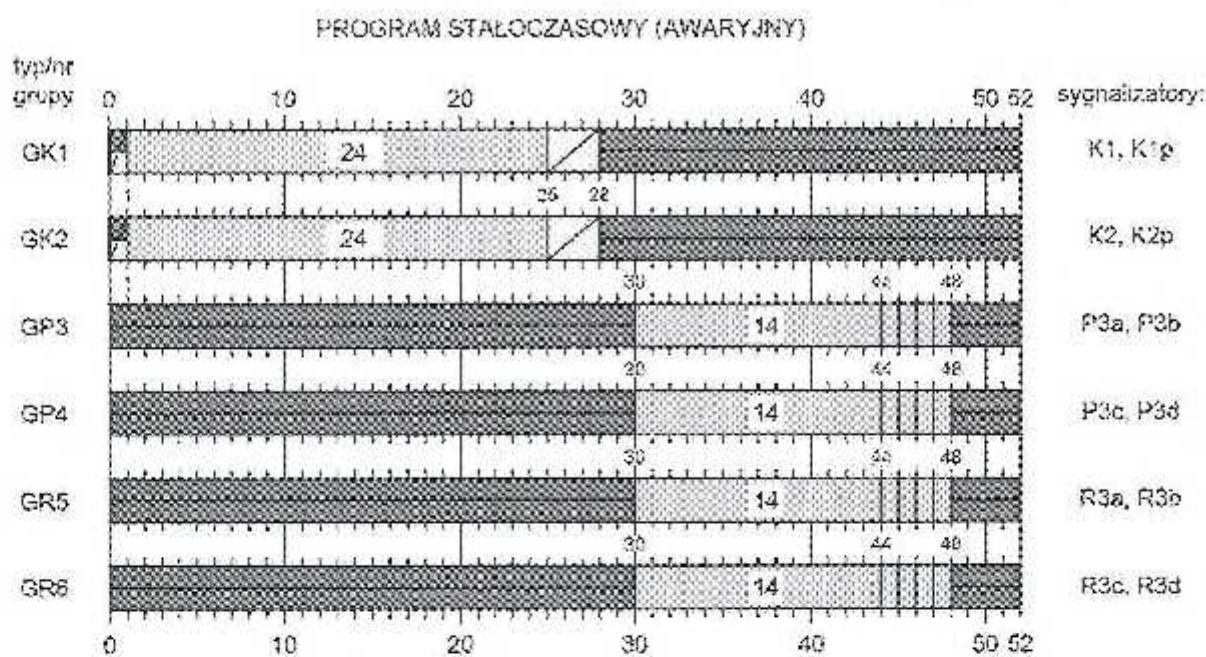 PROGRAM STAŁOCZASOWY (AWARYJNY)
typ/nr
grupy 0 10 20 30 40 50 52 sygnalizatory:
GK1 24 K1, K1p
1 25 28
GK2 24 K2, K2p
30 44 48
GP3 14 P3a, P3b
30 44 48
GP4 14 P3c, P3d
30 44 48
GR5 14 R3a, R3b
30 44 48
GR6 14 R3c, R3d
0 10 20 30 40 50 52